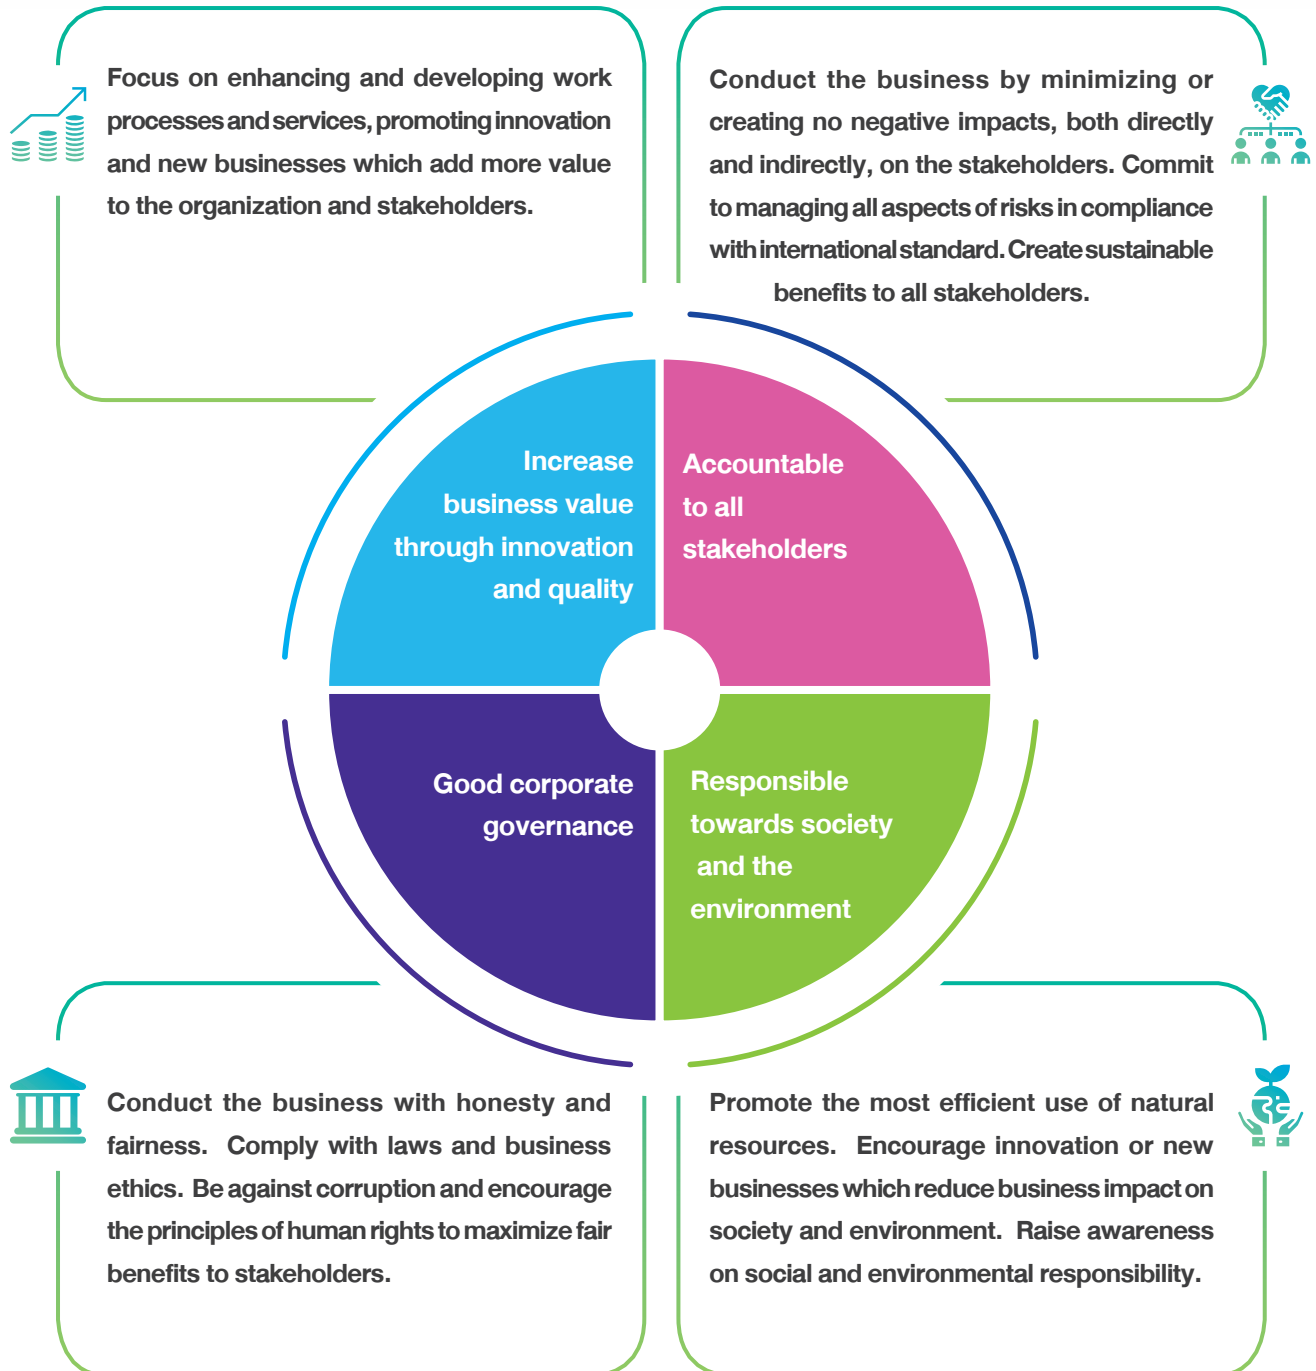 Focus on enhancing and developing work
processes and services, promoting innovation
and new businesses which add more value
to the organization and stakeholders.
Conduct the business by minimizing or
creating no negative impacts, both directly
and indirectly, on the stakeholders. Commit
to managing all aspects of risks in compliance
with international standard. Create sustainable
benefits to all stakeholders.
Increase
business value
through innovation
and quality
Accountable
to all
stakeholders
Good corporate
governance
Responsible
towards society
and the
environment
Conduct the business with honesty and
fairness. Comply with laws and business
ethics. Be against corruption and encourage
the principles of human rights to maximize fair
benefits to stakeholders.
Promote the most efficient use of natural
resources. Encourage innovation or new
businesses which reduce business impact on
society and environment. Raise awareness
on social and environmental responsibility.